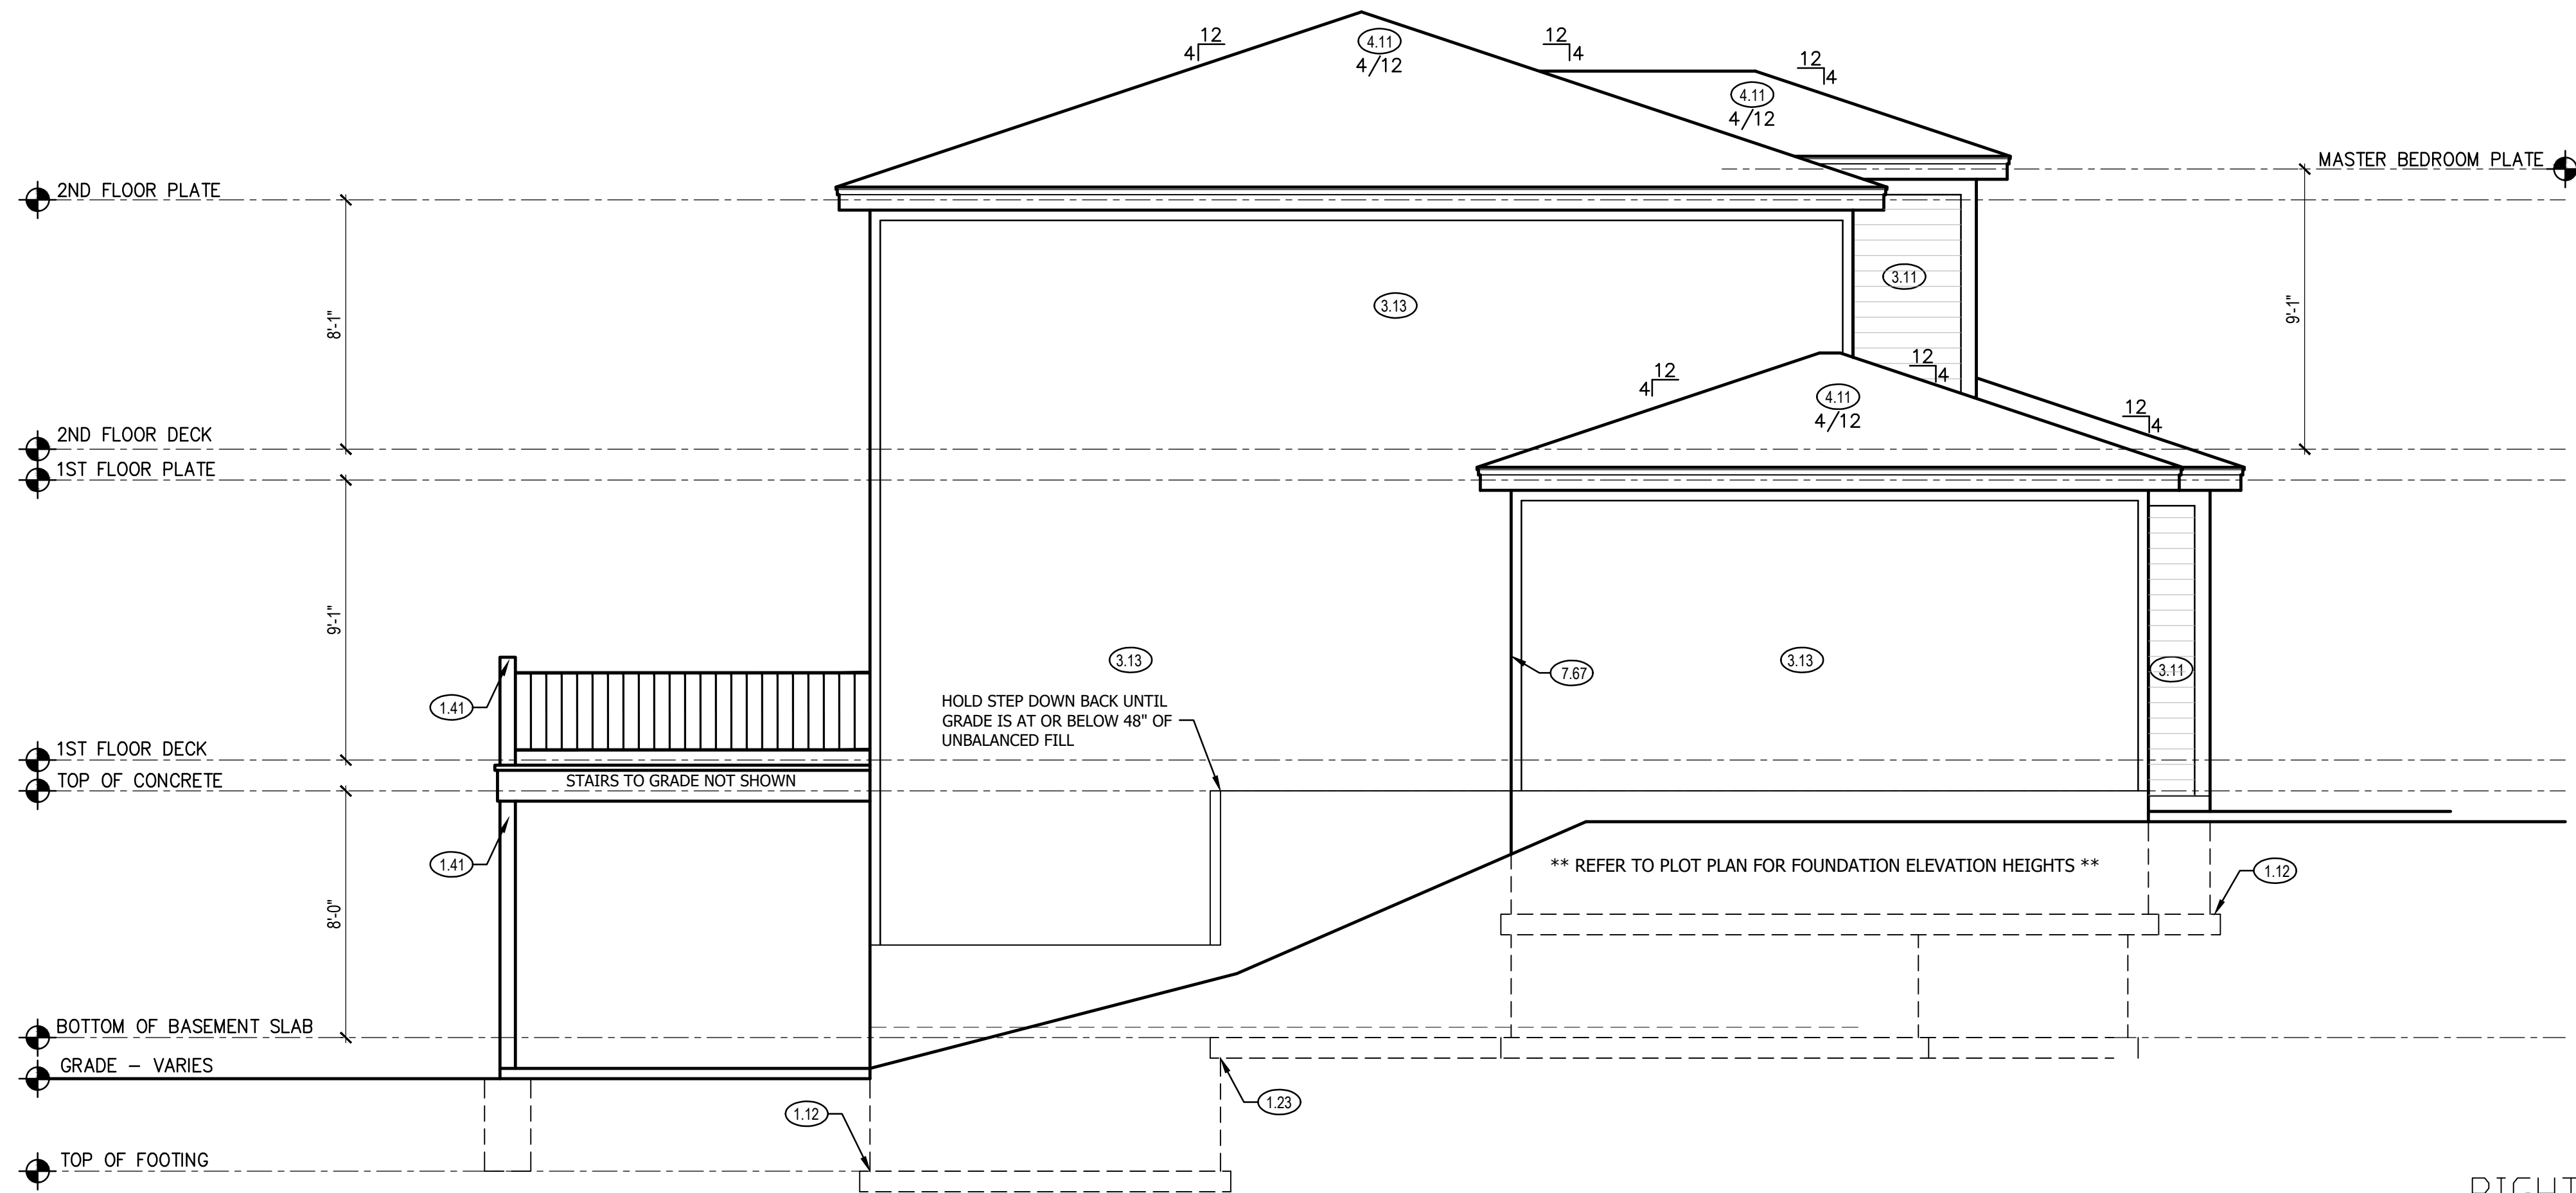 12
4
4.11
4/12
12
4
12
4
4.11
4/12
MASTER BEDROOM PLATE
2ND FLOOR PLATE
3.11
3.13
8'-1"
9'-1"
12
4
12
4
4.11
4/12
12
4
2ND FLOOR DECK
1ST FLOOR PLATE
9'-1"
3.13
3.13
7.67
3.11
1.41
HOLD STEP DOWN BACK UNTIL
GRADE IS AT OR BELOW 48" OF
UNBALANCED FILL
1ST FLOOR DECK
TOP OF CONCRETE
STAIRS TO GRADE NOT SHOWN
1.41
** REFER TO PLOT PLAN FOR FOUNDATION ELEVATION HEIGHTS **
1.12
8'-0"
BOTTOM OF BASEMENT SLAB
GRADE - VARIES
1.12
1.23
TOP OF FOOTING
RIGHT